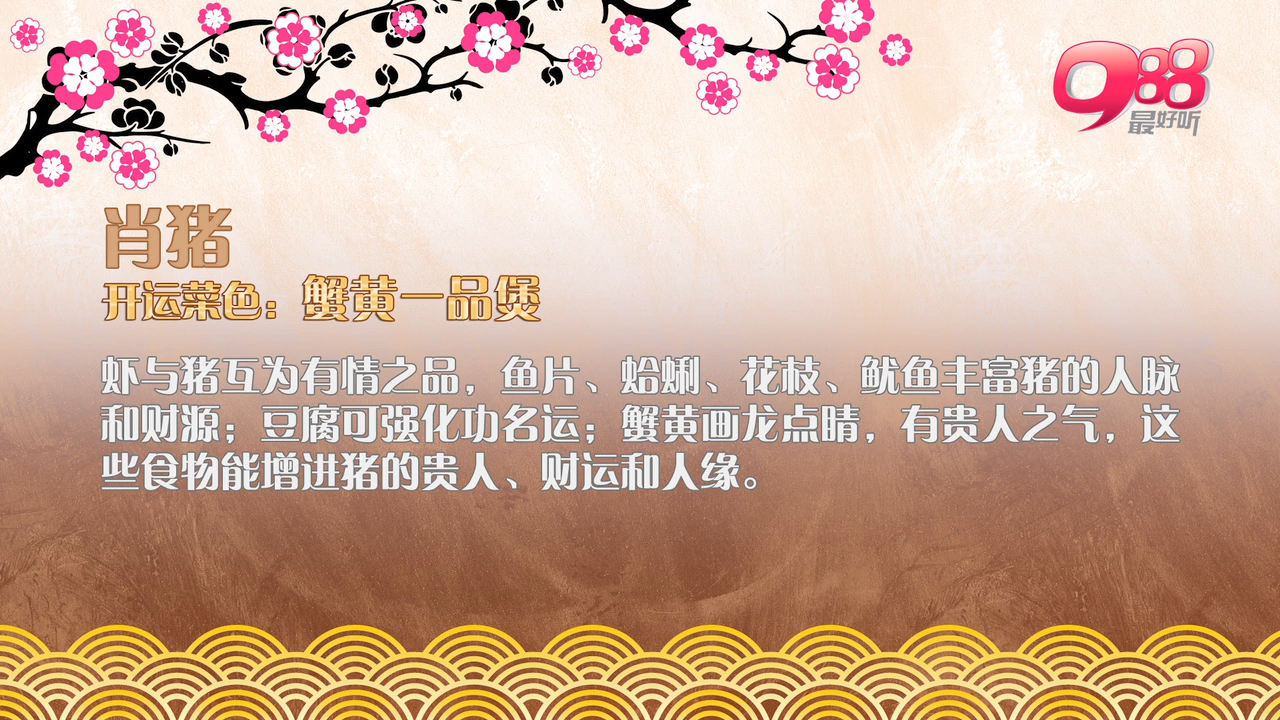 988
最好听
肖猪
开运菜色：蟹黄一品煲
虾与猪互为有情之品，鱼片、蛤蜊、花枝、鱿鱼丰富猪的人脉
和财源；豆腐可强化功名运；蟹黄画龙点睛，有贵人之气，这
些食物能增进猪的贵人、财运和人缘。